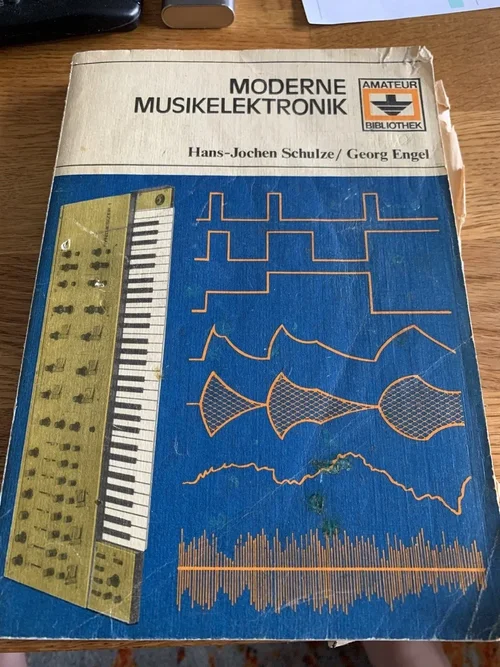 MODERNE
MUSIKELEKTRONIK
AMATEUR
BIBLIOTHEK
Hans-Jochen Schulze/ Georg Engel